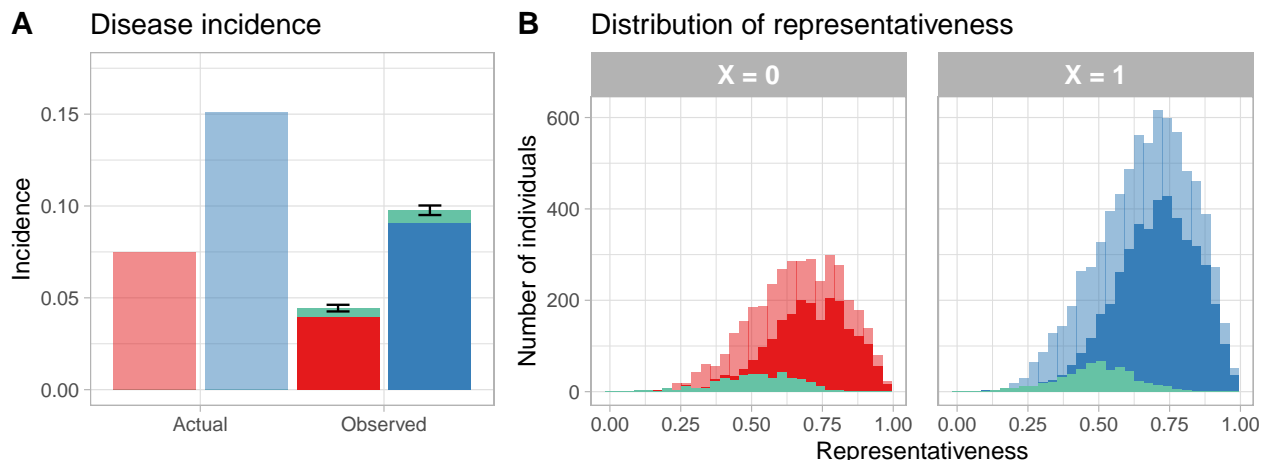 A Disease incidence
Incidence
0.15
0.10
0.05
0.00
Actual Observed
B Distribution of representativeness
X = 0 X = 1
Number of individuals
600
400
200
0
0.00 0.25 0.50 0.75 1.00 0.00 0.25 0.50 0.75 1.00
Representativeness